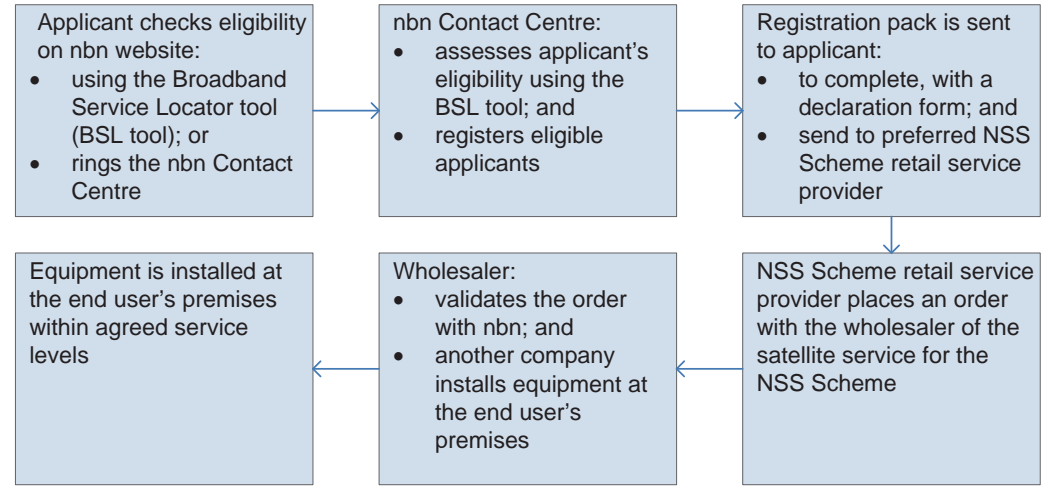 Applicant checks eligibility
on nbn website:
• using the Broadband
Service Locator tool
(BSL tool); or
• rings the nbn Contact
Centre
nbn Contact Centre:
• assesses applicant's
eligibility using the
BSL tool; and
• registers eligible
applicants
Registration pack is sent
to applicant:
• to complete, with a
declaration form; and
• send to preferred NSS
Scheme retail service
provider
NSS Scheme retail service
provider places an order
with the wholesaler of the
satellite service for the
NSS Scheme
Wholesaler:
• validates the order
with nbn; and
• another company
installs equipment at
the end user's
premises
Equipment is installed at
the end user's premises
within agreed service
levels